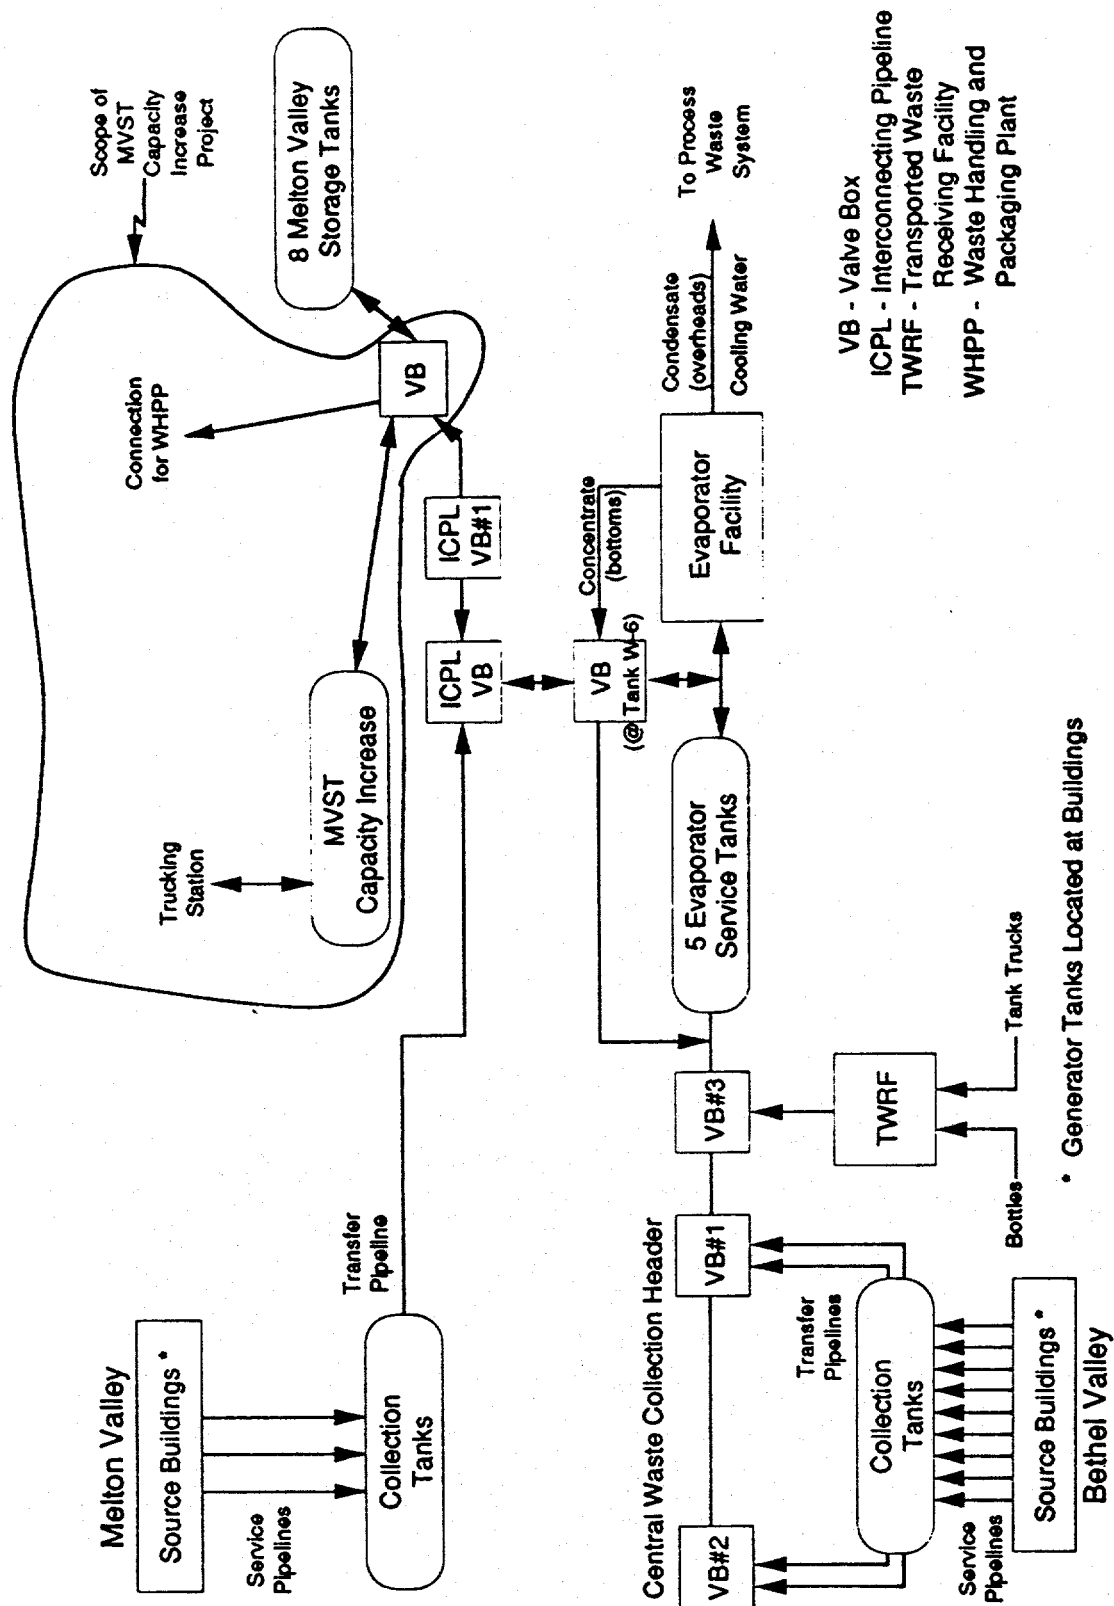 Melton Valley
Source Buildings *
Service
Pipelines
Collection
Tanks
Transfer
Pipeline
Trucking
Station
MVST
Capacity Increase
Connection
for WHPP
Scope of
MVST
Capacity
Increase
Project
8 Melton Valley
Storage Tanks
VB
ICPL
VB#1
ICPL
VB
Central Waste Collection Header
VB#2
VB#1
VB#3
5 Evaporator
Service Tanks
VB
(@ Tank W-6)
Concentrate
(bottoms)
Evaporator
Facility
Condensate
(overheads)
Cooling Water
To Process
Waste
System
Transfer
Pipelines
Collection
Tanks
Service
Pipelines
Source Buildings *
Bethel Valley
TWRF
Bottles
Tank Trucks
* Generator Tanks Located at Buildings
VB - Valve Box
ICPL - Interconnecting Pipeline
TWRF - Transported Waste
Receiving Facility
WHPP - Waste Handling and
Packaging Plant